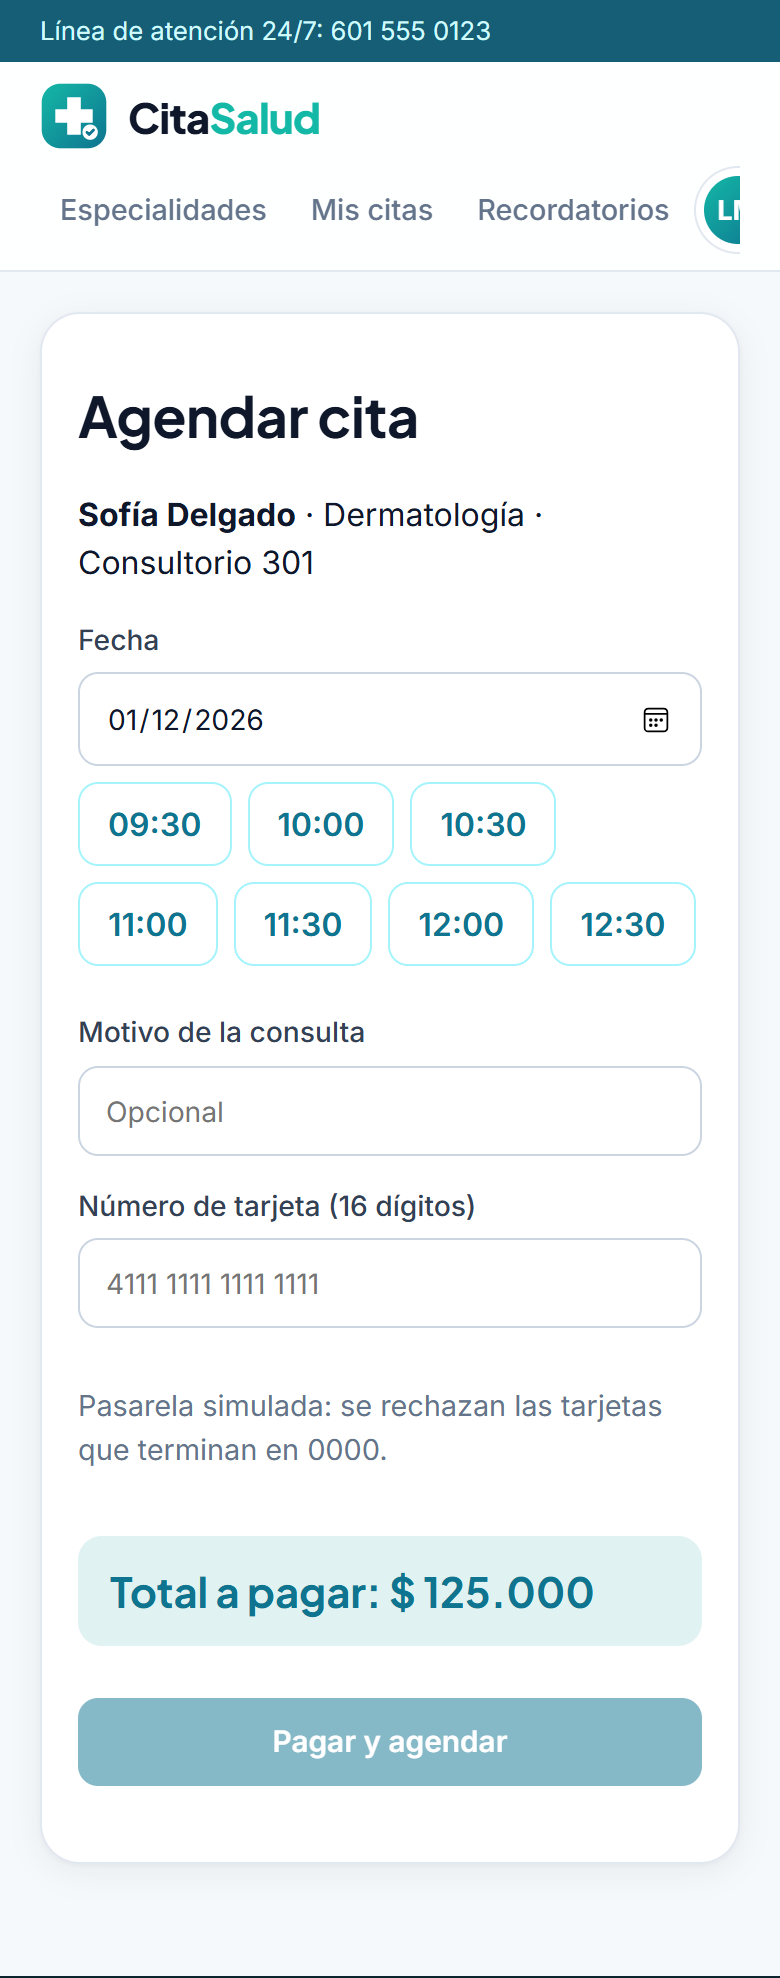 Línea de atención 24/7: 601 555 0123
CitaSalud
Especialidades Mis citas Recordatorios
Agendar cita
Sofía Delgado · Dermatología ·
Consultorio 301
Fecha
01/12/2026
09:30 10:00 10:30
11:00 11:30 12:00 12:30
Motivo de la consulta
Opcional
Número de tarjeta (16 dígitos)
4111 1111 1111 1111
Pasarela simulada: se rechazan las tarjetas
que terminan en 0000.
Total a pagar: $ 125.000
Pagar y agendar